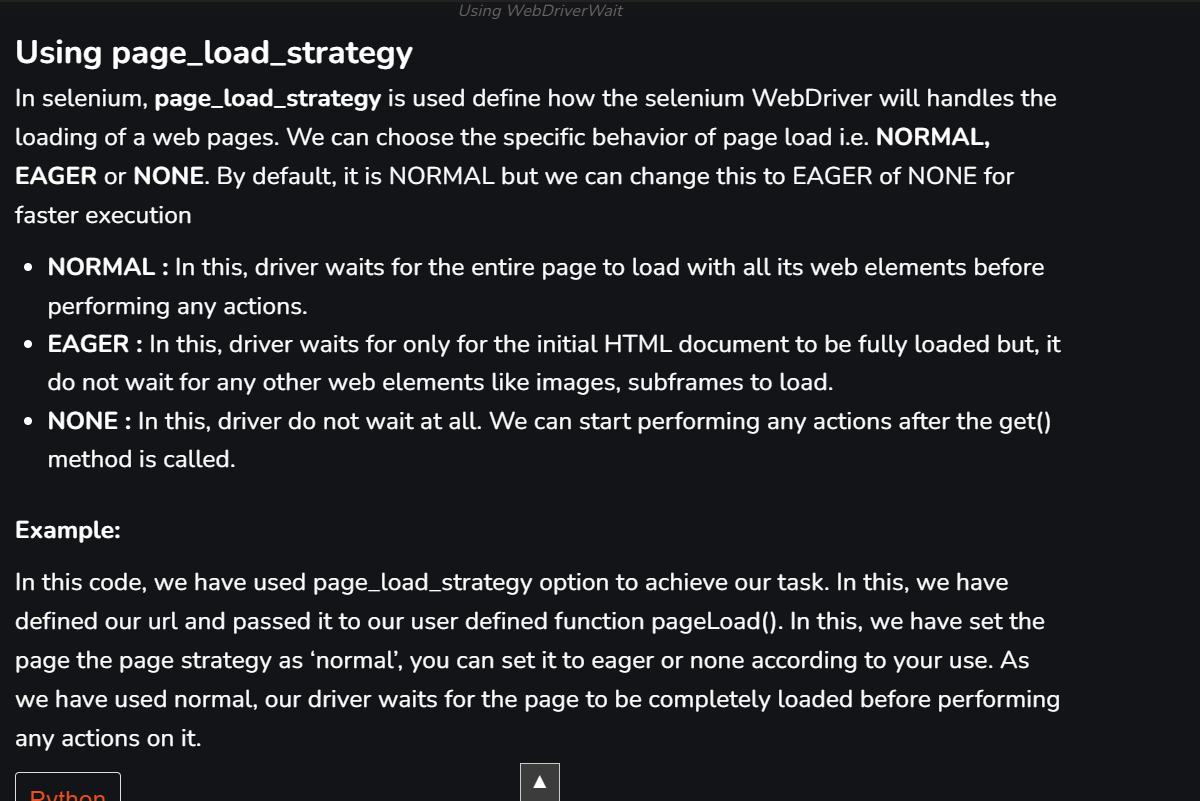 Using WebDriverWait
Using page_load_strategy
In selenium, page_load_strategy is used define how the selenium WebDriver will handles the
loading of a web pages. We can choose the specific behavior of page load i.e. NORMAL,
EAGER or NONE. By default, it is NORMAL but we can change this to EAGER of NONE for
faster execution
• NORMAL : In this, driver waits for the entire page to load with all its web elements before
performing any actions.
• EAGER : In this, driver waits for only for the initial HTML document to be fully loaded but, it
do not wait for any other web elements like images, subframes to load.
• NONE : In this, driver do not wait at all. We can start performing any actions after the get()
method is called.
Example:
In this code, we have used page_load_strategy option to achieve our task. In this, we have
defined our url and passed it to our user defined function pageLoad(). In this, we have set the
page the page strategy as ‘normal’, you can set it to eager or none according to your use. As
we have used normal, our driver waits for the page to be completely loaded before performing
any actions on it.
Python
▲